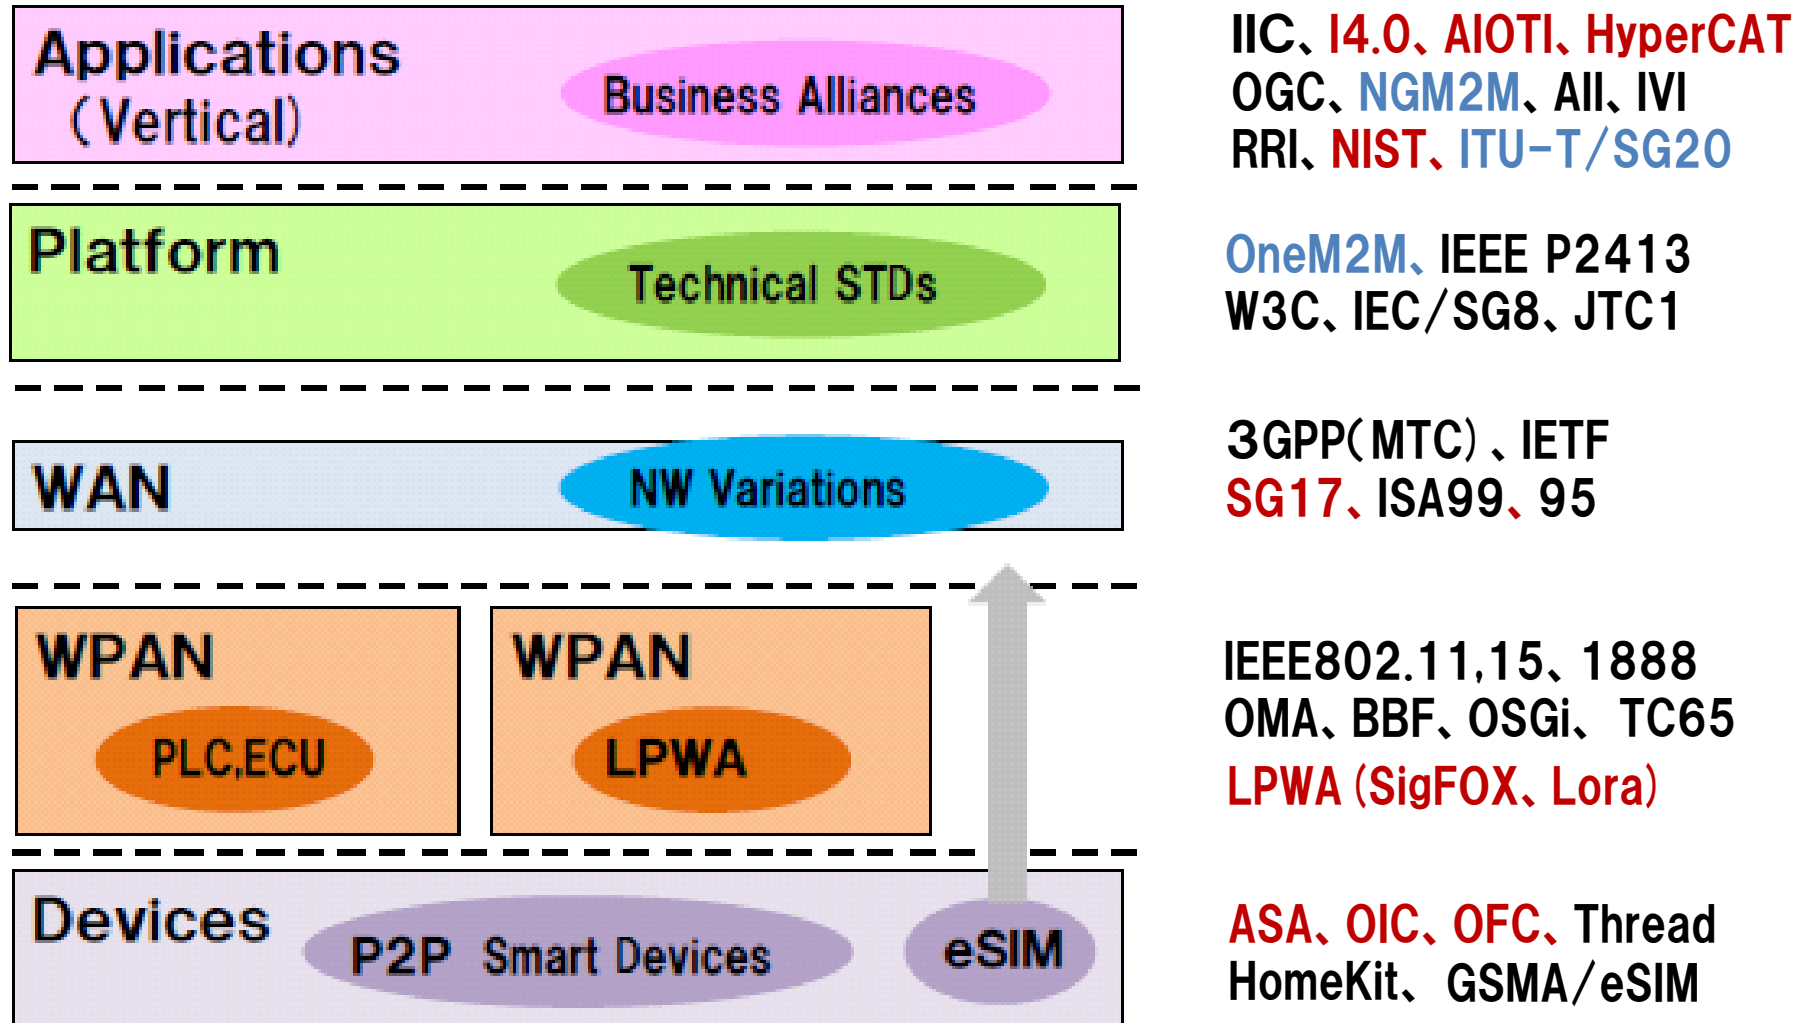 Applications
（Vertical）
Business Alliances
IIC、I4.0、AIOTI、HyperCAT
OGC、NGM2M、AII、IVI
RRI、NIST、ITU-T/SG20
Platform
Technical STDs
OneM2M、IEEE P2413
W3C、IEC/SG8、JTC1
WAN
NW Variations
3GPP(MTC)、IETF
SG17、ISA99、95
WPAN
PLC,ECU
WPAN
LPWA
IEEE802.11,15、1888
OMA、BBF、OSGi、TC65
LPWA(SigFOX、Lora)
Devices
P2P Smart Devices
eSIM
ASA、OIC、OFC、Thread
HomeKit、GSMA/eSIM